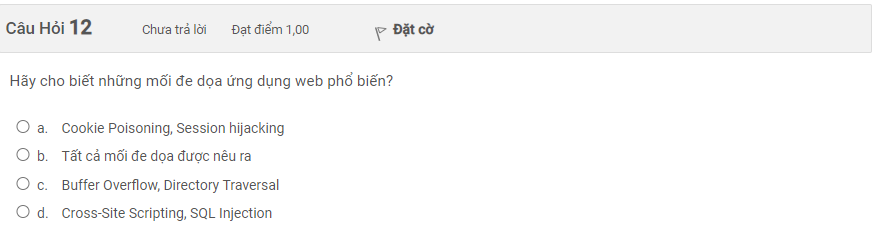 Câu Hỏi 12 Chưa trả lời Đạt điểm 1,00 Đặt cờ
Hãy cho biết những mối đe dọa ứng dụng web phổ biến?
a. Cookie Poisoning, Session hijacking
b. Tất cả mối đe dọa được nêu ra
c. Buffer Overflow, Directory Traversal
d. Cross-Site Scripting, SQL Injection